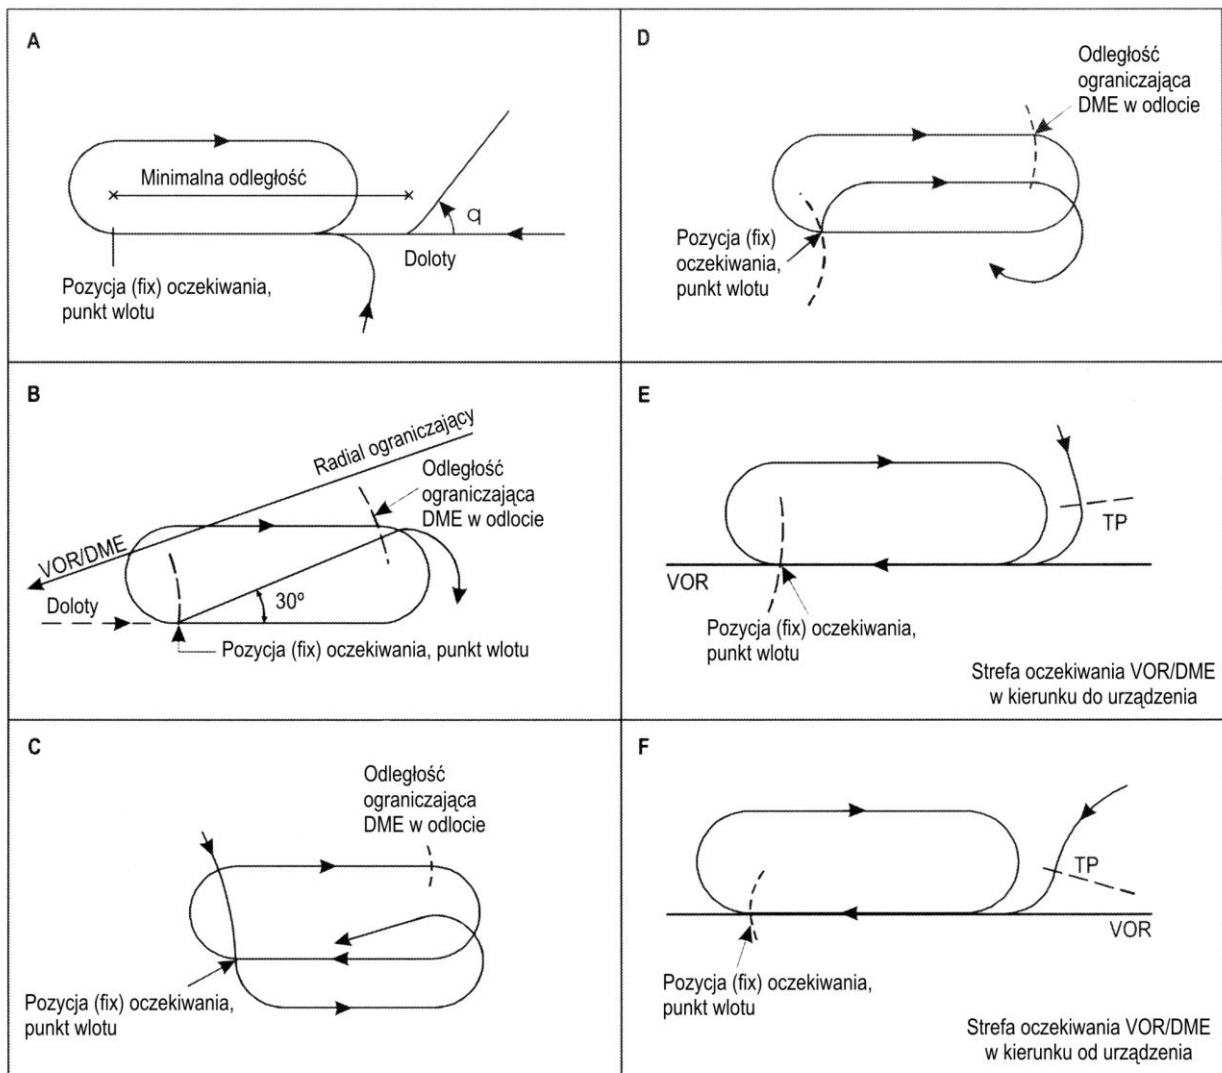 A
Minimalna odległość
q
Doloty
Pozycja (fix) oczekiwania,
punkt wlotu
B
Radial ograniczający
Odległość
ograniczająca
DME w odlocie
VOR/DME
Doloty
30º
Pozycja (fix) oczekiwania, punkt wlotu
C
Odległość
ograniczająca
DME w odlocie
Pozycja (fix) oczekiwania,
punkt wlotu
D
Odległość
ograniczająca
DME w odlocie
Pozycja (fix)
oczekiwania,
punkt wlotu
E
TP
VOR
Pozycja (fix) oczekiwania,
punkt wlotu
Strefa oczekiwania VOR/DME
w kierunku do urządzenia
F
TP
VOR
Pozycja (fix) oczekiwania,
punkt wlotu
Strefa oczekiwania VOR/DME
w kierunku od urządzenia